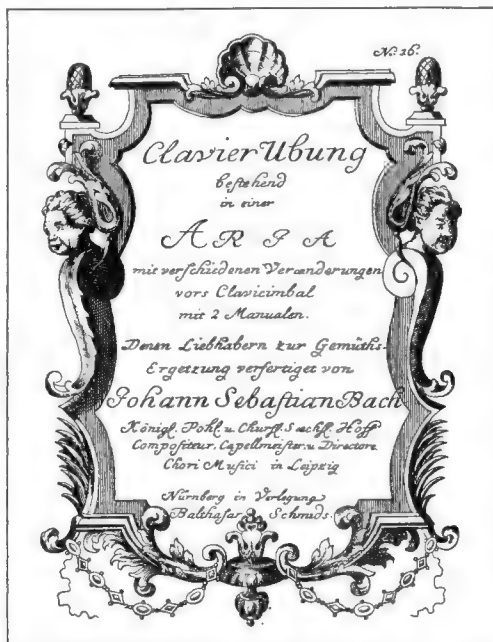 No. 16.
Clavier Ubung
bestehend
in einer
ARIA
mit verschiedenen Veraenderungen
vors Clavicimbal
mit 2 Manualen.
Denen Liebhabern zur Gemüths-
Ergetzung verfertiget von
Johann Sebastian Bach
Königl. Pohl. u. Churfl. Saechss. Hoff
Compositeur, Capellmeister, u. Directore
Chori Musici in Leipzig
Nürnberg in Verlegung
Balthasar Schmids.